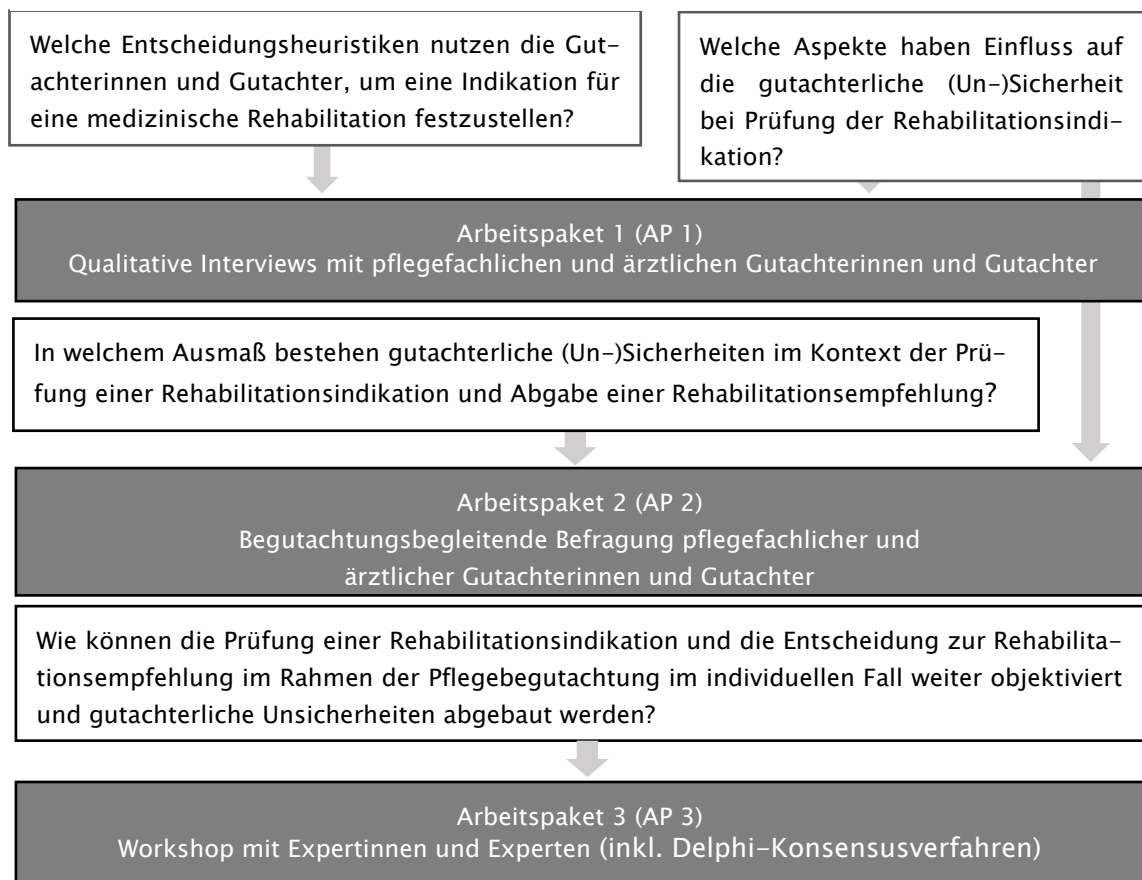 Welche Entscheidungsheuristiken nutzen die Gut-
achterinnen und Gutachter, um eine Indikation für
eine medizinische Rehabilitation festzustellen?
Welche Aspekte haben Einfluss auf
die gutachterliche (Un-)Sicherheit
bei Prüfung der Rehabilitationsindi-
kation?
Arbeitspaket 1 (AP 1)
Qualitative Interviews mit pflegefachlichen und ärztlichen Gutachterinnen und Gutachter
In welchem Ausmaß bestehen gutachterliche (Un-)Sicherheiten im Kontext der Prü-
fung einer Rehabilitationsindikation und Abgabe einer Rehabilitationsempfehlung?
Arbeitspaket 2 (AP 2)
Begutachtungsbegleitende Befragung pflegefachlicher und
ärztlicher Gutachterinnen und Gutachter
Wie können die Prüfung einer Rehabilitationsindikation und die Entscheidung zur Rehabilita-
tionsempfehlung im Rahmen der Pflegebegutachtung im individuellen Fall weiter objektiviert
und gutachterliche Unsicherheiten abgebaut werden?
Arbeitspaket 3 (AP 3)
Workshop mit Expertinnen und Experten (inkl. Delphi-Konsensusverfahren)